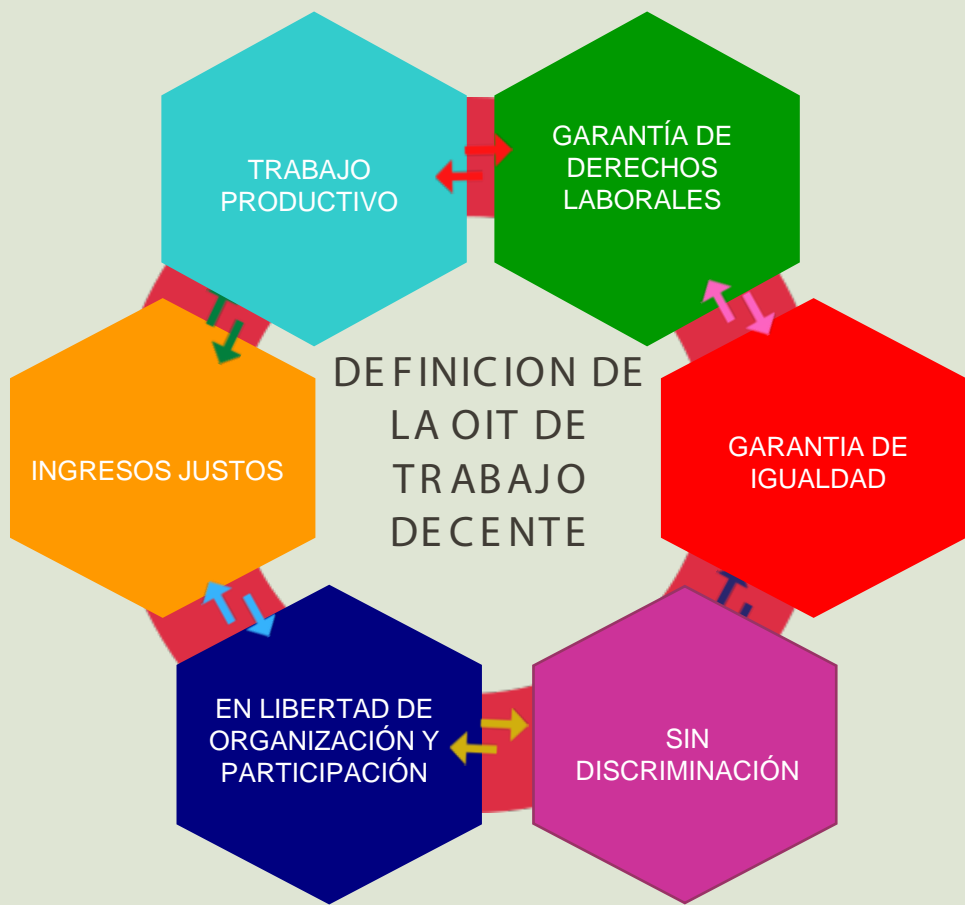 TRABAJO
PRODUCTIVO
GARANTÍA DE
DERECHOS
LABORALES
DEFINICION DE
LA OIT DE
TRABAJO
DECENTE
INGRESOS JUSTOS
GARANTIA DE
IGUALDAD
EN LIBERTAD DE
ORGANIZACIÓN Y
PARTICIPACIÓN
SIN
DISCRIMINACIÓN